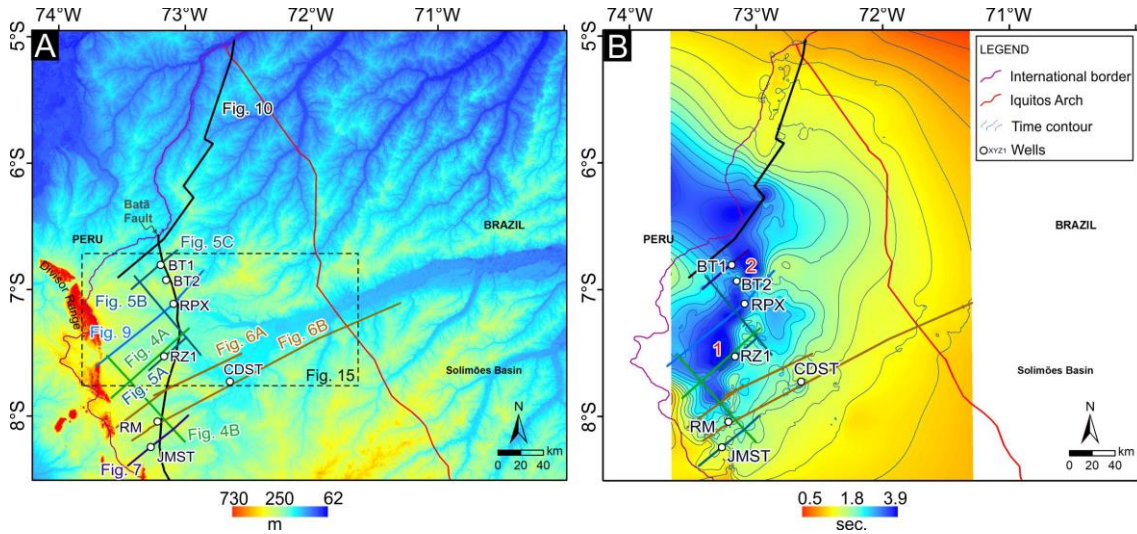 74°W 73°W 72°W 71°W
5°S
6°S
7°S
8°S
A
Fig. 10
Batã
Fault
PERU
BRAZIL
Fig. 5C
BT1
BT2
Fig. 5B
RPX
Divisor Range
Fig. 9
Fig. 4A
Fig. 6A
Fig. 6B
RZ1
Fig. 5A
CDST
Fig. 15
Solimões Basin
RM
Fig. 4B
Fig. 7
JMST
N
0 20 40
km
730 250 62
m
74°W 73°W 72°W 71°W
5°S
6°S
7°S
8°S
B
LEGEND
International border
Iquitos Arch
Time contour
XYZ1 Wells
PERU
BRAZIL
BT1
2
BT2
RPX
1
RZ1
CDST
Solimões Basin
RM
JMST
N
0 20 40
km
0.5 1.8 3.9
sec.